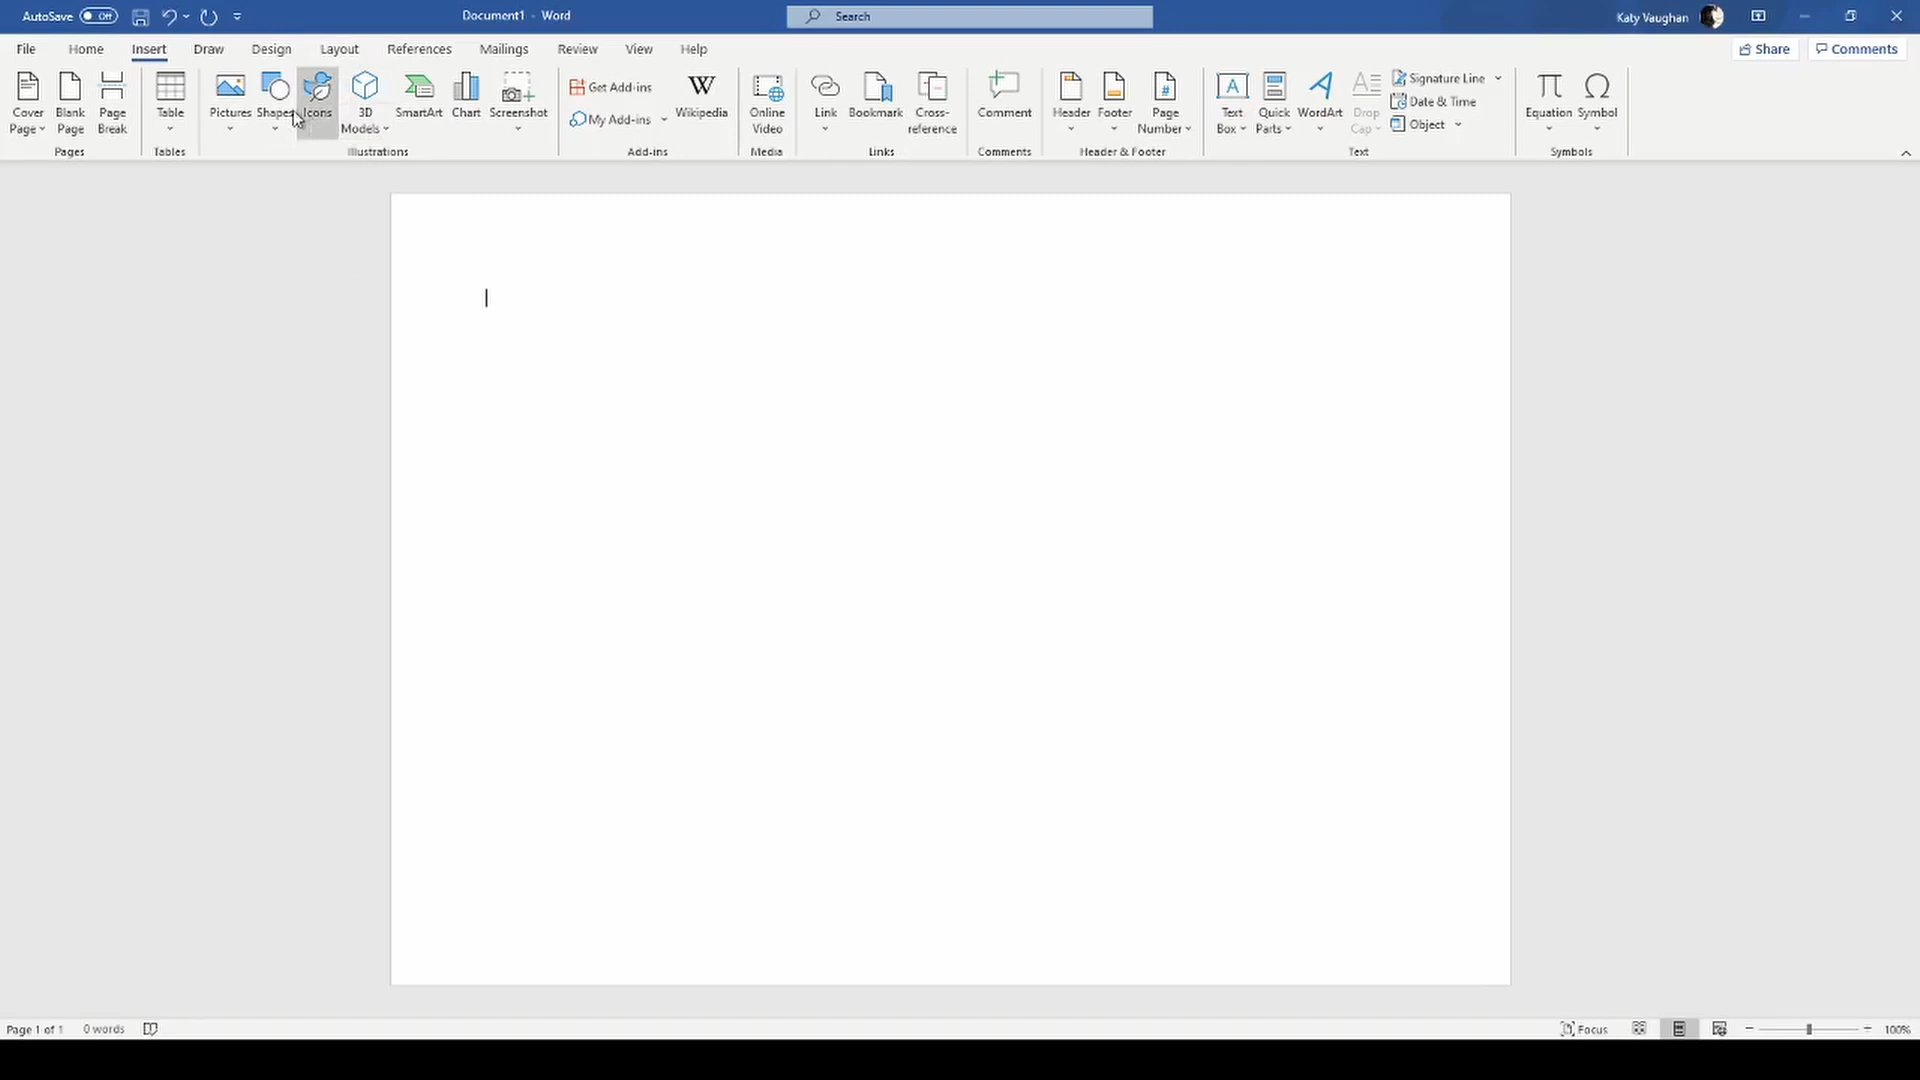 AutoSave Off Document1 - Word Search Katy Vaughan
File Home Insert Draw Design Layout References Mailings Review View Help Share Comments
Cover Page
Blank Page
Page Break
Pages
Table
Tables
Pictures
Shapes
Icons
3D Models
SmartArt
Chart
Screenshot
Illustrations
Get Add-ins
My Add-ins
W
Wikipedia
Add-ins
Online Video
Media
Link
Bookmark
Cross-reference
Links
Comment
Comments
Header
Footer
Page Number
Header & Footer
Text Box
Quick Parts
WordArt
Drop Cap
Signature Line
Date & Time
Object
Text
Equation
Symbol
Symbols
Page 1 of 1 0 words Focus 100%